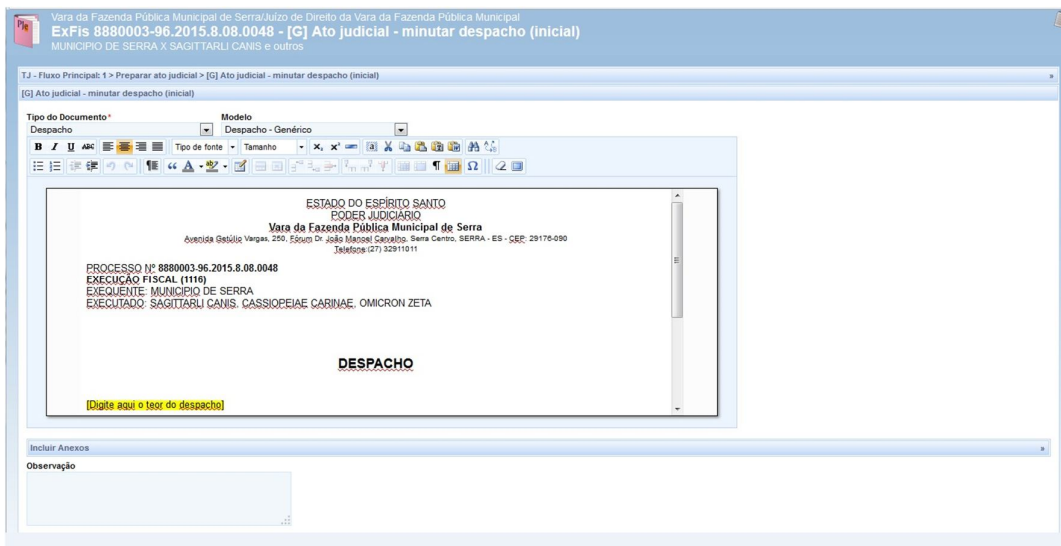 PJe
Vara da Fazenda Pública Municipal de Serra/Juízo de Direito da Vara da Fazenda Pública Municipal
ExFis 8880003-96.2015.8.08.0048 - [G] Ato judicial - minutar despacho (inicial)
MUNICIPIO DE SERRA X SAGITTARLI CANIS e outros
TJ - Fluxo Principal: 1 > Preparar ato judicial > [G] Ato judicial - minutar despacho (inicial) »
[G] Ato judicial - minutar despacho (inicial)
Tipo do Documento* Modelo
Despacho Despacho - Genérico
B I U ABC Tipo de fonte Tamanho
ESTADO DO ESPÍRITO SANTO
PODER JUDICIÁRIO
Vara da Fazenda Pública Municipal de Serra
Avenida Getúlio Vargas, 250, Fórum Dr. João Manoel Carvalho, Serra Centro, SERRA - ES - CEP: 29176-090
Telefone:(27) 32911011
PROCESSO Nº 8880003-96.2015.8.08.0048
EXECUÇÃO FISCAL (1116)
EXEQUENTE: MUNICIPIO DE SERRA
EXECUTADO: SAGITTARLI CANIS, CASSIOPEIAE CARINAE, OMICRON ZETA
DESPACHO
[Digite aqui o teor do despacho]
Incluir Anexos »
Observação